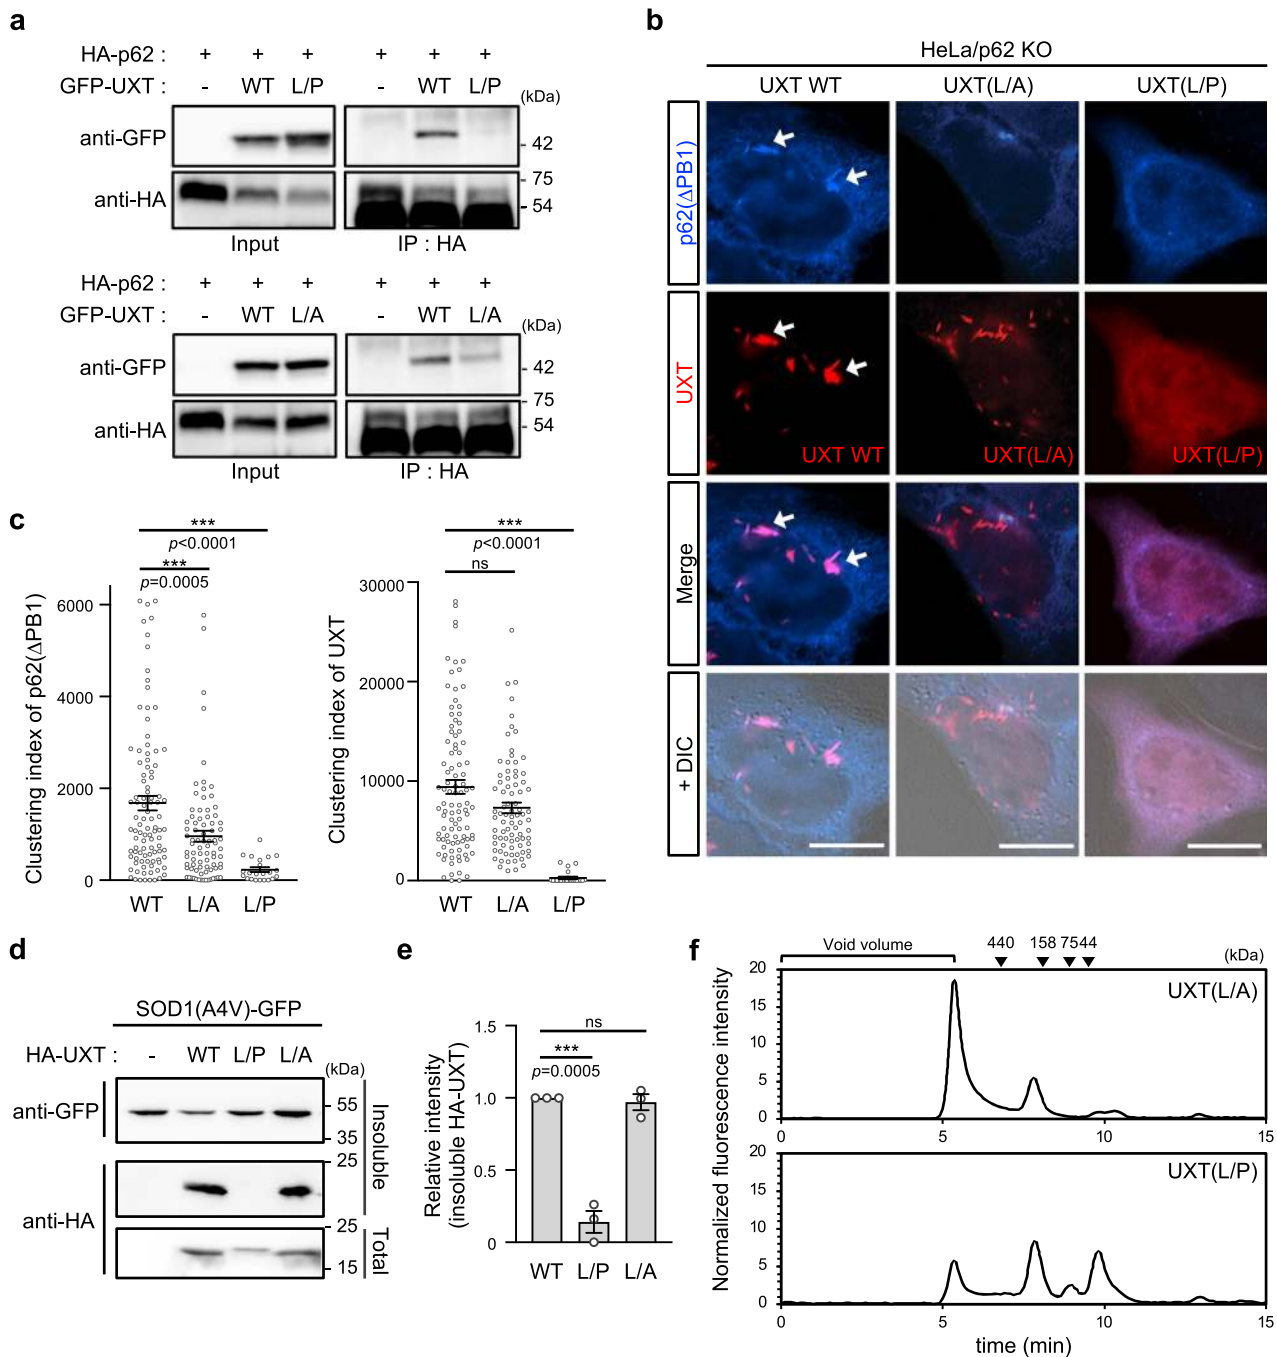 a
HA-p62 : + + + + + +
GFP-UXT : - WT L/P - WT L/P
(kDa)
anti-GFP
42
anti-HA
75
54
Input IP : HA
HA-p62 : + + + + + +
GFP-UXT : - WT L/A - WT L/A
(kDa)
anti-GFP
42
anti-HA
75
54
Input IP : HA
b
HeLa/p62 KO
UXT WT UXT(L/A) UXT(L/P)
p62(ΔPB1)
UXT
UXT WT UXT(L/A) UXT(L/P)
Merge
+ DIC
c
***
p<0.0001
***
p=0.0005
Clustering index of p62(ΔPB1)
6000
4000
2000
0
WT L/A L/P
***
p<0.0001
ns
Clustering index of UXT
30000
20000
10000
0
WT L/A L/P
d
SOD1(A4V)-GFP
HA-UXT : - WT L/P L/A
(kDa)
anti-GFP
55
35
anti-HA
25
25
15
Insoluble
Total
e
ns
***
p=0.0005
Relative intensity
(insoluble HA-UXT)
1.5
1.0
0.5
0
WT L/P L/A
f
Void volume 440 158 75 44 (kDa)
Normalized fluorescence intensity
UXT(L/A)
20
15
10
5
0
0 5 10 15
UXT(L/P)
20
15
10
5
0
0 5 10 15
time (min)